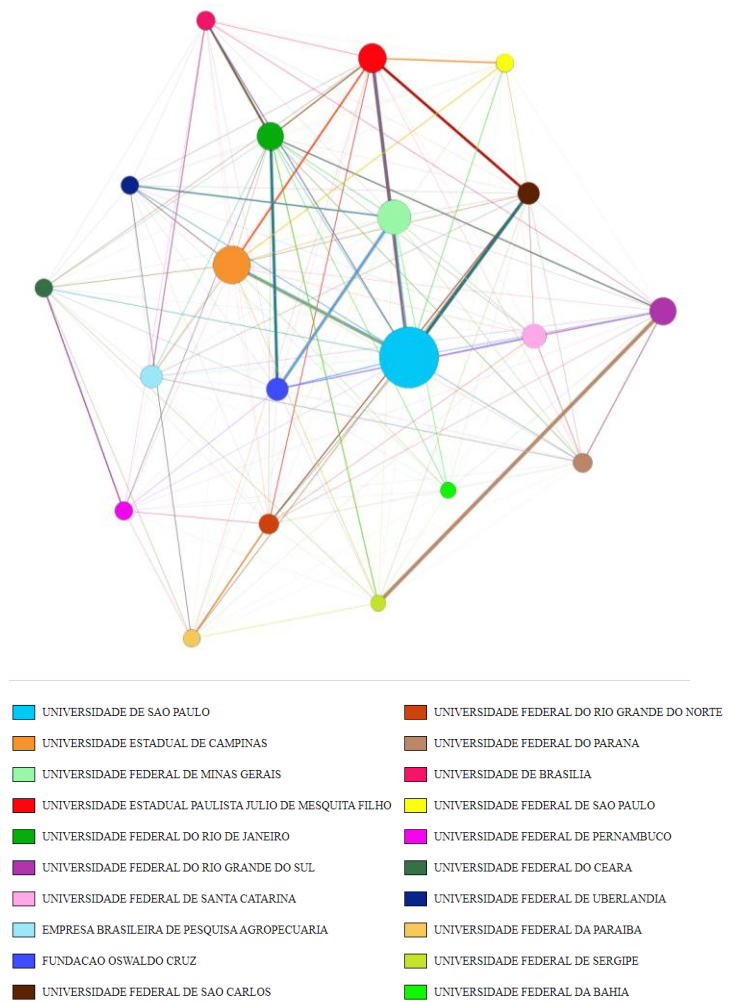 UNIVERSIDADE DE SAO PAULO
UNIVERSIDADE ESTADUAL DE CAMPINAS
UNIVERSIDADE FEDERAL DE MINAS GERAIS
UNIVERSIDADE ESTADUAL PAULISTA JULIO DE MESQUITA FILHO
UNIVERSIDADE FEDERAL DO RIO DE JANEIRO
UNIVERSIDADE FEDERAL DO RIO GRANDE DO SUL
UNIVERSIDADE FEDERAL DE SANTA CATARINA
EMPRESA BRASILEIRA DE PESQUISA AGROPECUARIA
FUNDACAO OSWALDO CRUZ
UNIVERSIDADE FEDERAL DE SAO CARLOS
UNIVERSIDADE FEDERAL DO RIO GRANDE DO NORTE
UNIVERSIDADE FEDERAL DO PARANA
UNIVERSIDADE DE BRASILIA
UNIVERSIDADE FEDERAL DE SAO PAULO
UNIVERSIDADE FEDERAL DE PERNAMBUCO
UNIVERSIDADE FEDERAL DO CEARA
UNIVERSIDADE FEDERAL DE UBERLANDIA
UNIVERSIDADE FEDERAL DA PARAIBA
UNIVERSIDADE FEDERAL DE SERGIPE
UNIVERSIDADE FEDERAL DA BAHIA